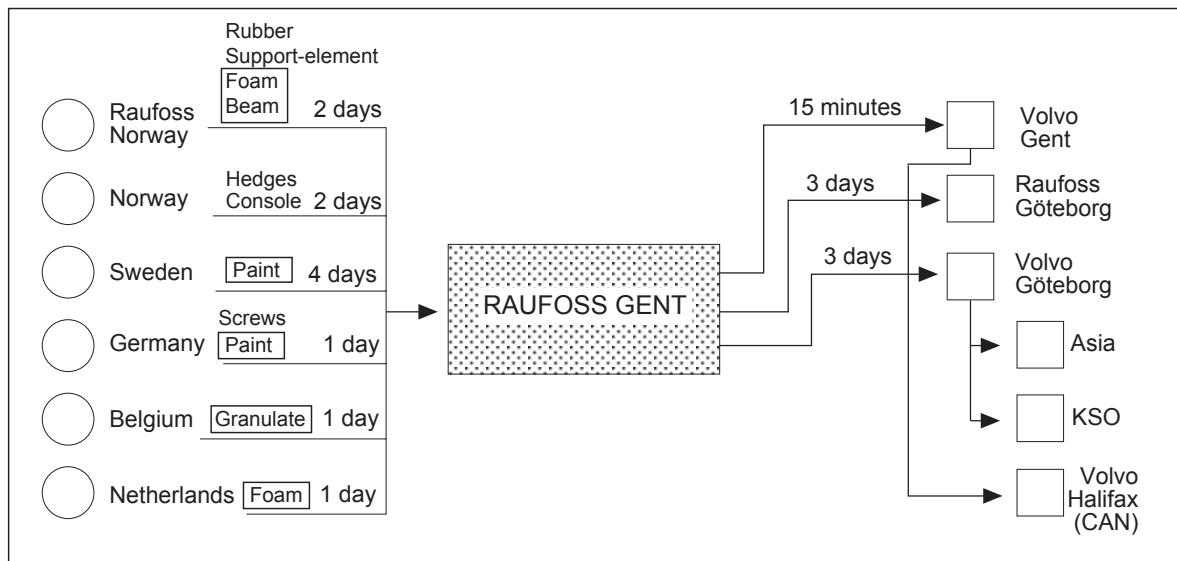 Rubber
Support-element
Foam
Beam
2 days
Raufoss
Norway
Hedges
Console
2 days
Norway
Paint
4 days
Sweden
Screws
Paint
1 day
Germany
Belgium
Granulate
1 day
Netherlands
Foam
1 day
RAUFOSS GENT
15 minutes
Volvo
Gent
3 days
Raufoss
Göteborg
3 days
Volvo
Göteborg
Asia
KSO
Volvo
Halifax
(CAN)